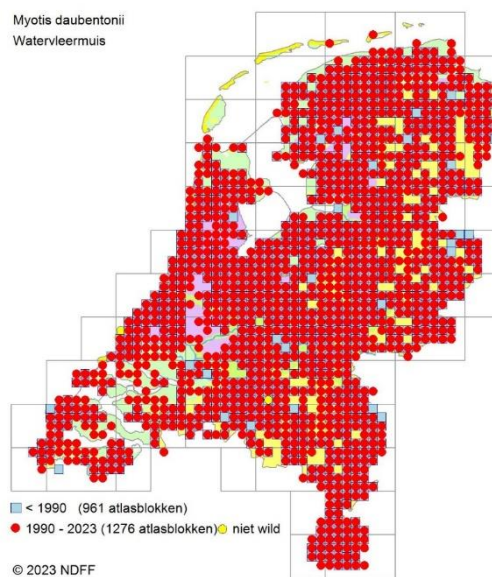 Myotis daubentonii
Watervleermuis
< 1990 (961 atlasblokken)
1990 - 2023 (1276 atlasblokken) niet wild
© 2023 NDFF